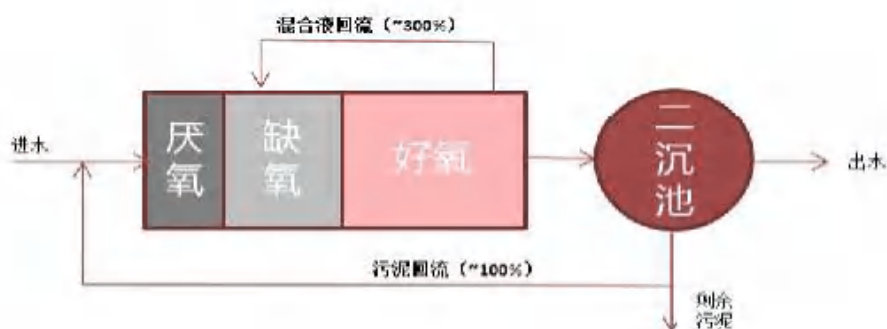 混合液回流（~300%）
进水
厌氧
缺氧
好氧
二沉池
出水
污泥回流（~100%）
剩余
污泥